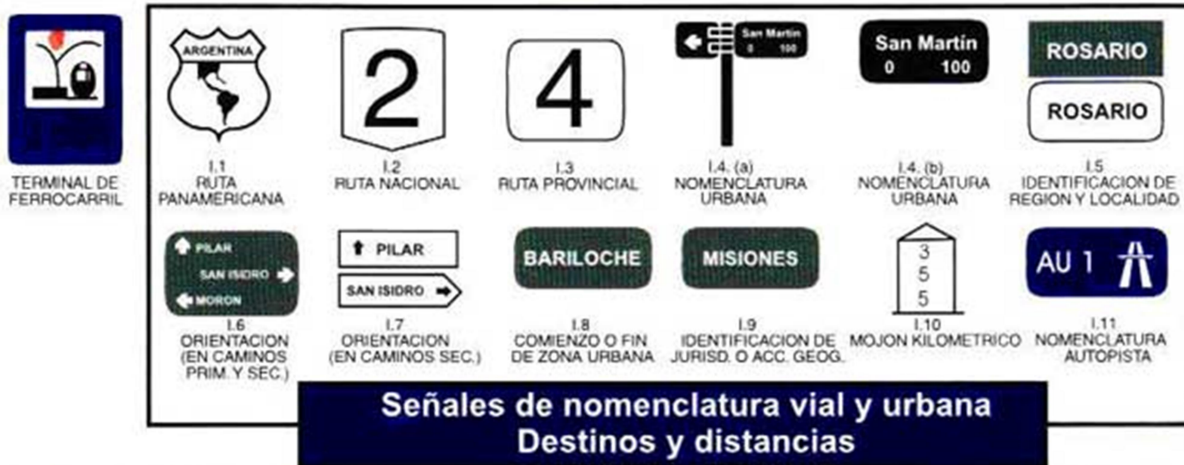 TERMINAL DE
FERROCARRIL
ARGENTINA
I.1
RUTA
PANAMERICANA
2
I.2
RUTA NACIONAL
4
I.3
RUTA PROVINCIAL
San Martín
0 100
I.4. (a)
NOMENCLATURA
URBANA
San Martín
0 100
I.4. (b)
NOMENCLATURA
URBANA
ROSARIO
ROSARIO
I.5
IDENTIFICACION DE
REGION Y LOCALIDAD
PILAR
SAN ISIDRO
MORON
I.6
ORIENTACION
(EN CAMINOS
PRIM. Y SEC.)
PILAR
SAN ISIDRO
I.7
ORIENTACION
(EN CAMINOS SEC.)
BARILOCHE
I.8
COMIENZO O FIN
DE ZONA URBANA
MISIONES
I.9
IDENTIFICACION DE
JURISD. O ACC. GEOG.
3
5
5
I.10
MOJON KILOMETRICO
AU 1
I.11
NOMENCLATURA
AUTOPISTA
Señales de nomenclatura vial y urbana
Destinos y distancias